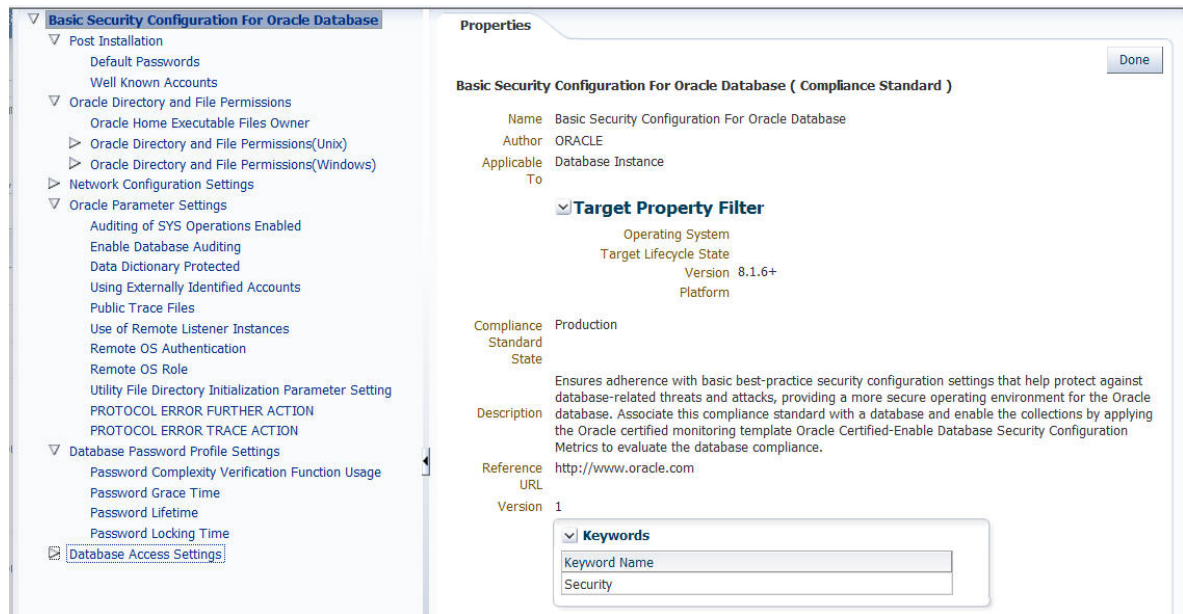 Basic Security Configuration For Oracle Database
Post Installation
Default Passwords
Well Known Accounts
Oracle Directory and File Permissions
Oracle Home Executable Files Owner
Oracle Directory and File Permissions(Unix)
Oracle Directory and File Permissions(Windows)
Network Configuration Settings
Oracle Parameter Settings
Auditing of SYS Operations Enabled
Enable Database Auditing
Data Dictionary Protected
Using Externally Identified Accounts
Public Trace Files
Use of Remote Listener Instances
Remote OS Authentication
Remote OS Role
Utility File Directory Initialization Parameter Setting
PROTOCOL ERROR FURTHER ACTION
PROTOCOL ERROR TRACE ACTION
Database Password Profile Settings
Password Complexity Verification Function Usage
Password Grace Time
Password Lifetime
Password Locking Time
Database Access Settings
Properties
Done
Basic Security Configuration For Oracle Database ( Compliance Standard )
Name Basic Security Configuration For Oracle Database
Author ORACLE
Applicable To Database Instance
Target Property Filter
Operating System
Target Lifecycle State
Version 8.1.6+
Platform
Compliance Standard State Production
Description Ensures adherence with basic best-practice security configuration settings that help protect against
database-related threats and attacks, providing a more secure operating environment for the Oracle
database. Associate this compliance standard with a database and enable the collections by applying
the Oracle certified monitoring template Oracle Certified-Enable Database Security Configuration
Metrics to evaluate the database compliance.
Reference URL http://www.oracle.com
Version 1
Keywords
Keyword Name
Security